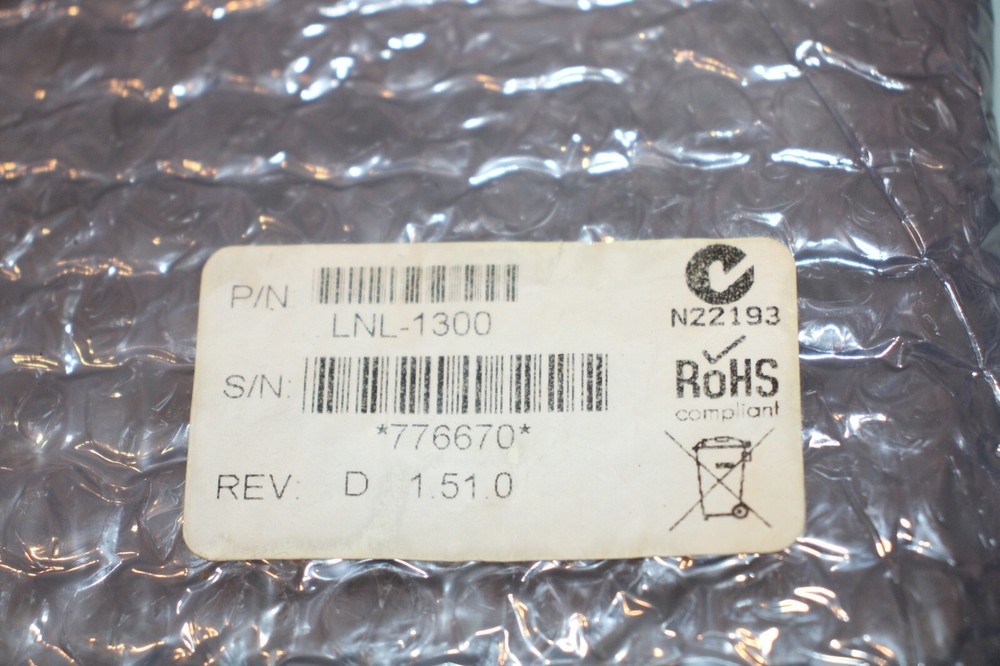 P/N
LNL-1300
S/N:
*776670*
REV: D 1.51.0
N22193
RoHS
compliant